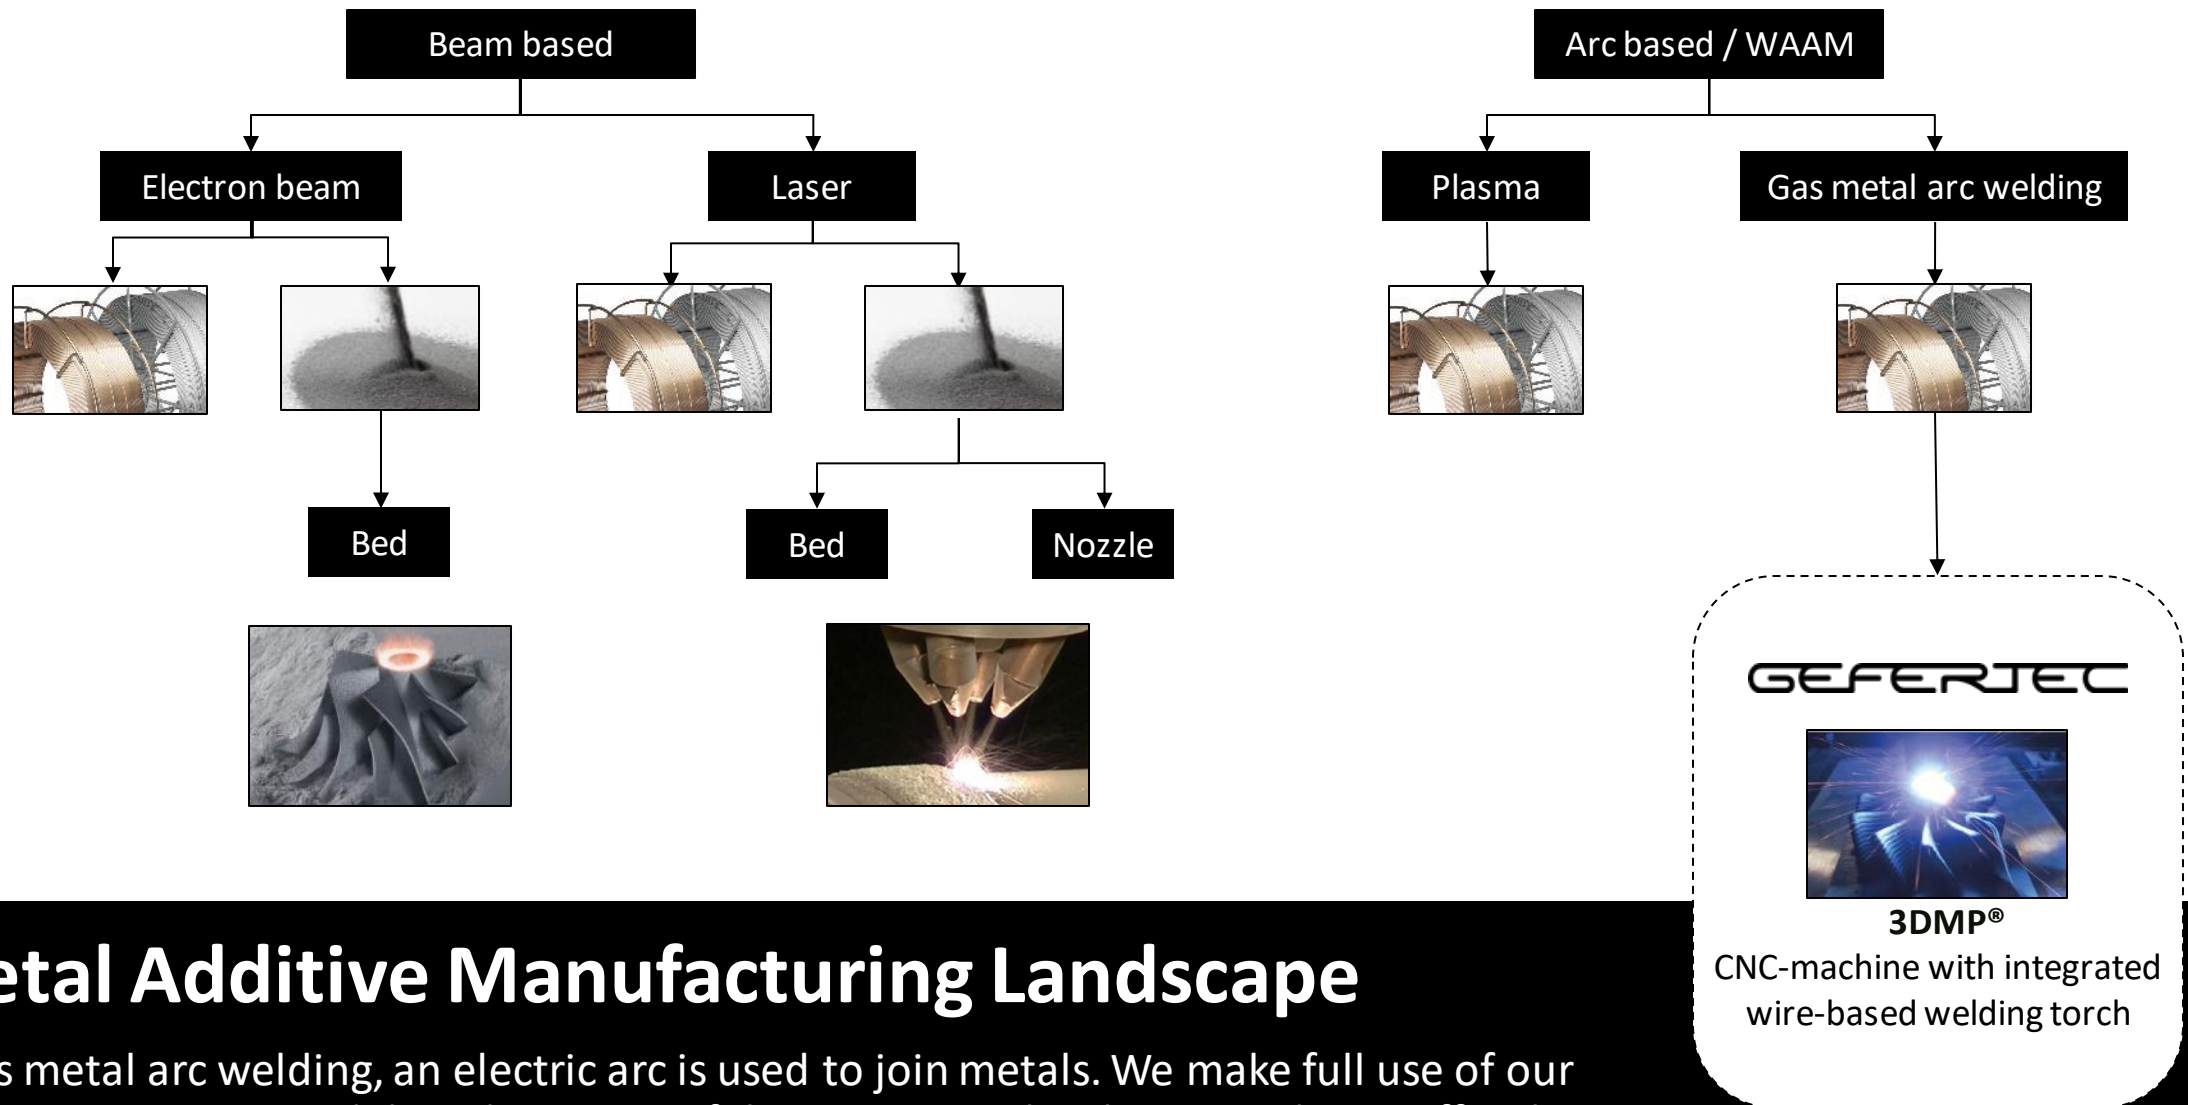 Beam based
Arc based / WAAM
Electron beam
Laser
Plasma
Gas metal arc welding
Bed
Bed
Nozzle
GEFERTEC
3DMP®
CNC-machine with integrated
wire-based welding torch
etal Additive Manufacturing Landscape
s metal arc welding, an electric arc is used to join metals. We make full use of our